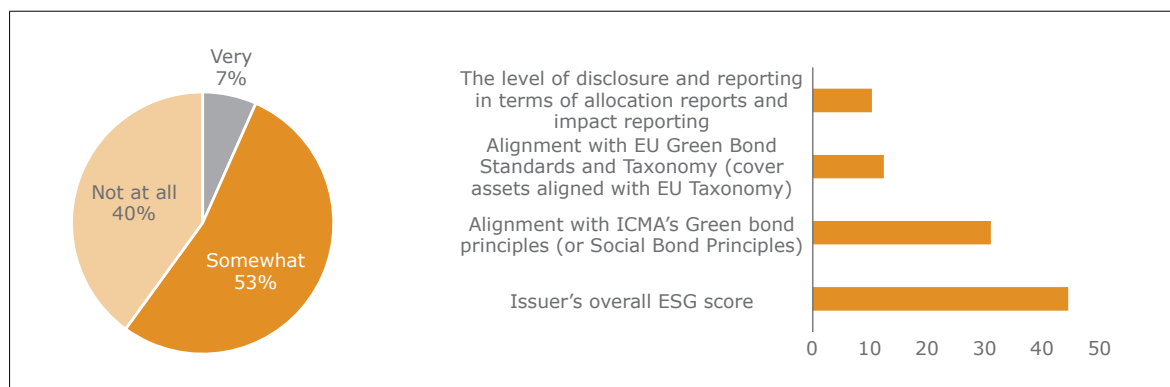 Very
7%
Not at all
40%
Somewhat
53%
The level of disclosure and reporting
in terms of allocation reports and
impact reporting
Alignment with EU Green Bond
Standards and Taxonomy (cover
assets aligned with EU Taxonomy)
Alignment with ICMA’s Green bond
principles (or Social Bond Principles)
Issuer’s overall ESG score
0 10 20 30 40 50